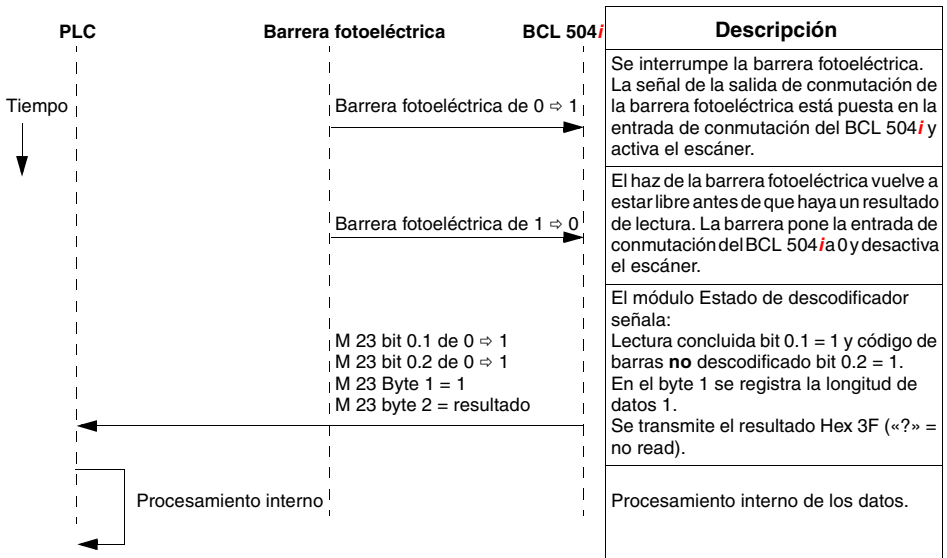 PLC Barrera fotoeléctrica BCL 504i Descripción
Se interrumpe la barrera fotoeléctrica.
La señal de la salida de conmutación de
la barrera fotoeléctrica está puesta en la
entrada de conmutación del BCL 504i y
activa el escáner.
Tiempo
Barrera fotoeléctrica de 0 ⇨ 1
El haz de la barrera fotoeléctrica vuelve a
estar libre antes de que haya un resultado
de lectura. La barrera pone la entrada de
conmutación del BCL 504i a 0 y desactiva
el escáner.
Barrera fotoeléctrica de 1 ⇨ 0
El módulo Estado de descodificador
señala:
Lectura concluida bit 0.1 = 1 y código de
barras no descodificado bit 0.2 = 1.
En el byte 1 se registra la longitud de
datos 1.
Se transmite el resultado Hex 3F («?» =
no read).
M 23 bit 0.1 de 0 ⇨ 1
M 23 bit 0.2 de 0 ⇨ 1
M 23 Byte 1 = 1
M 23 byte 2 = resultado
Procesamiento interno
Procesamiento interno de los datos.